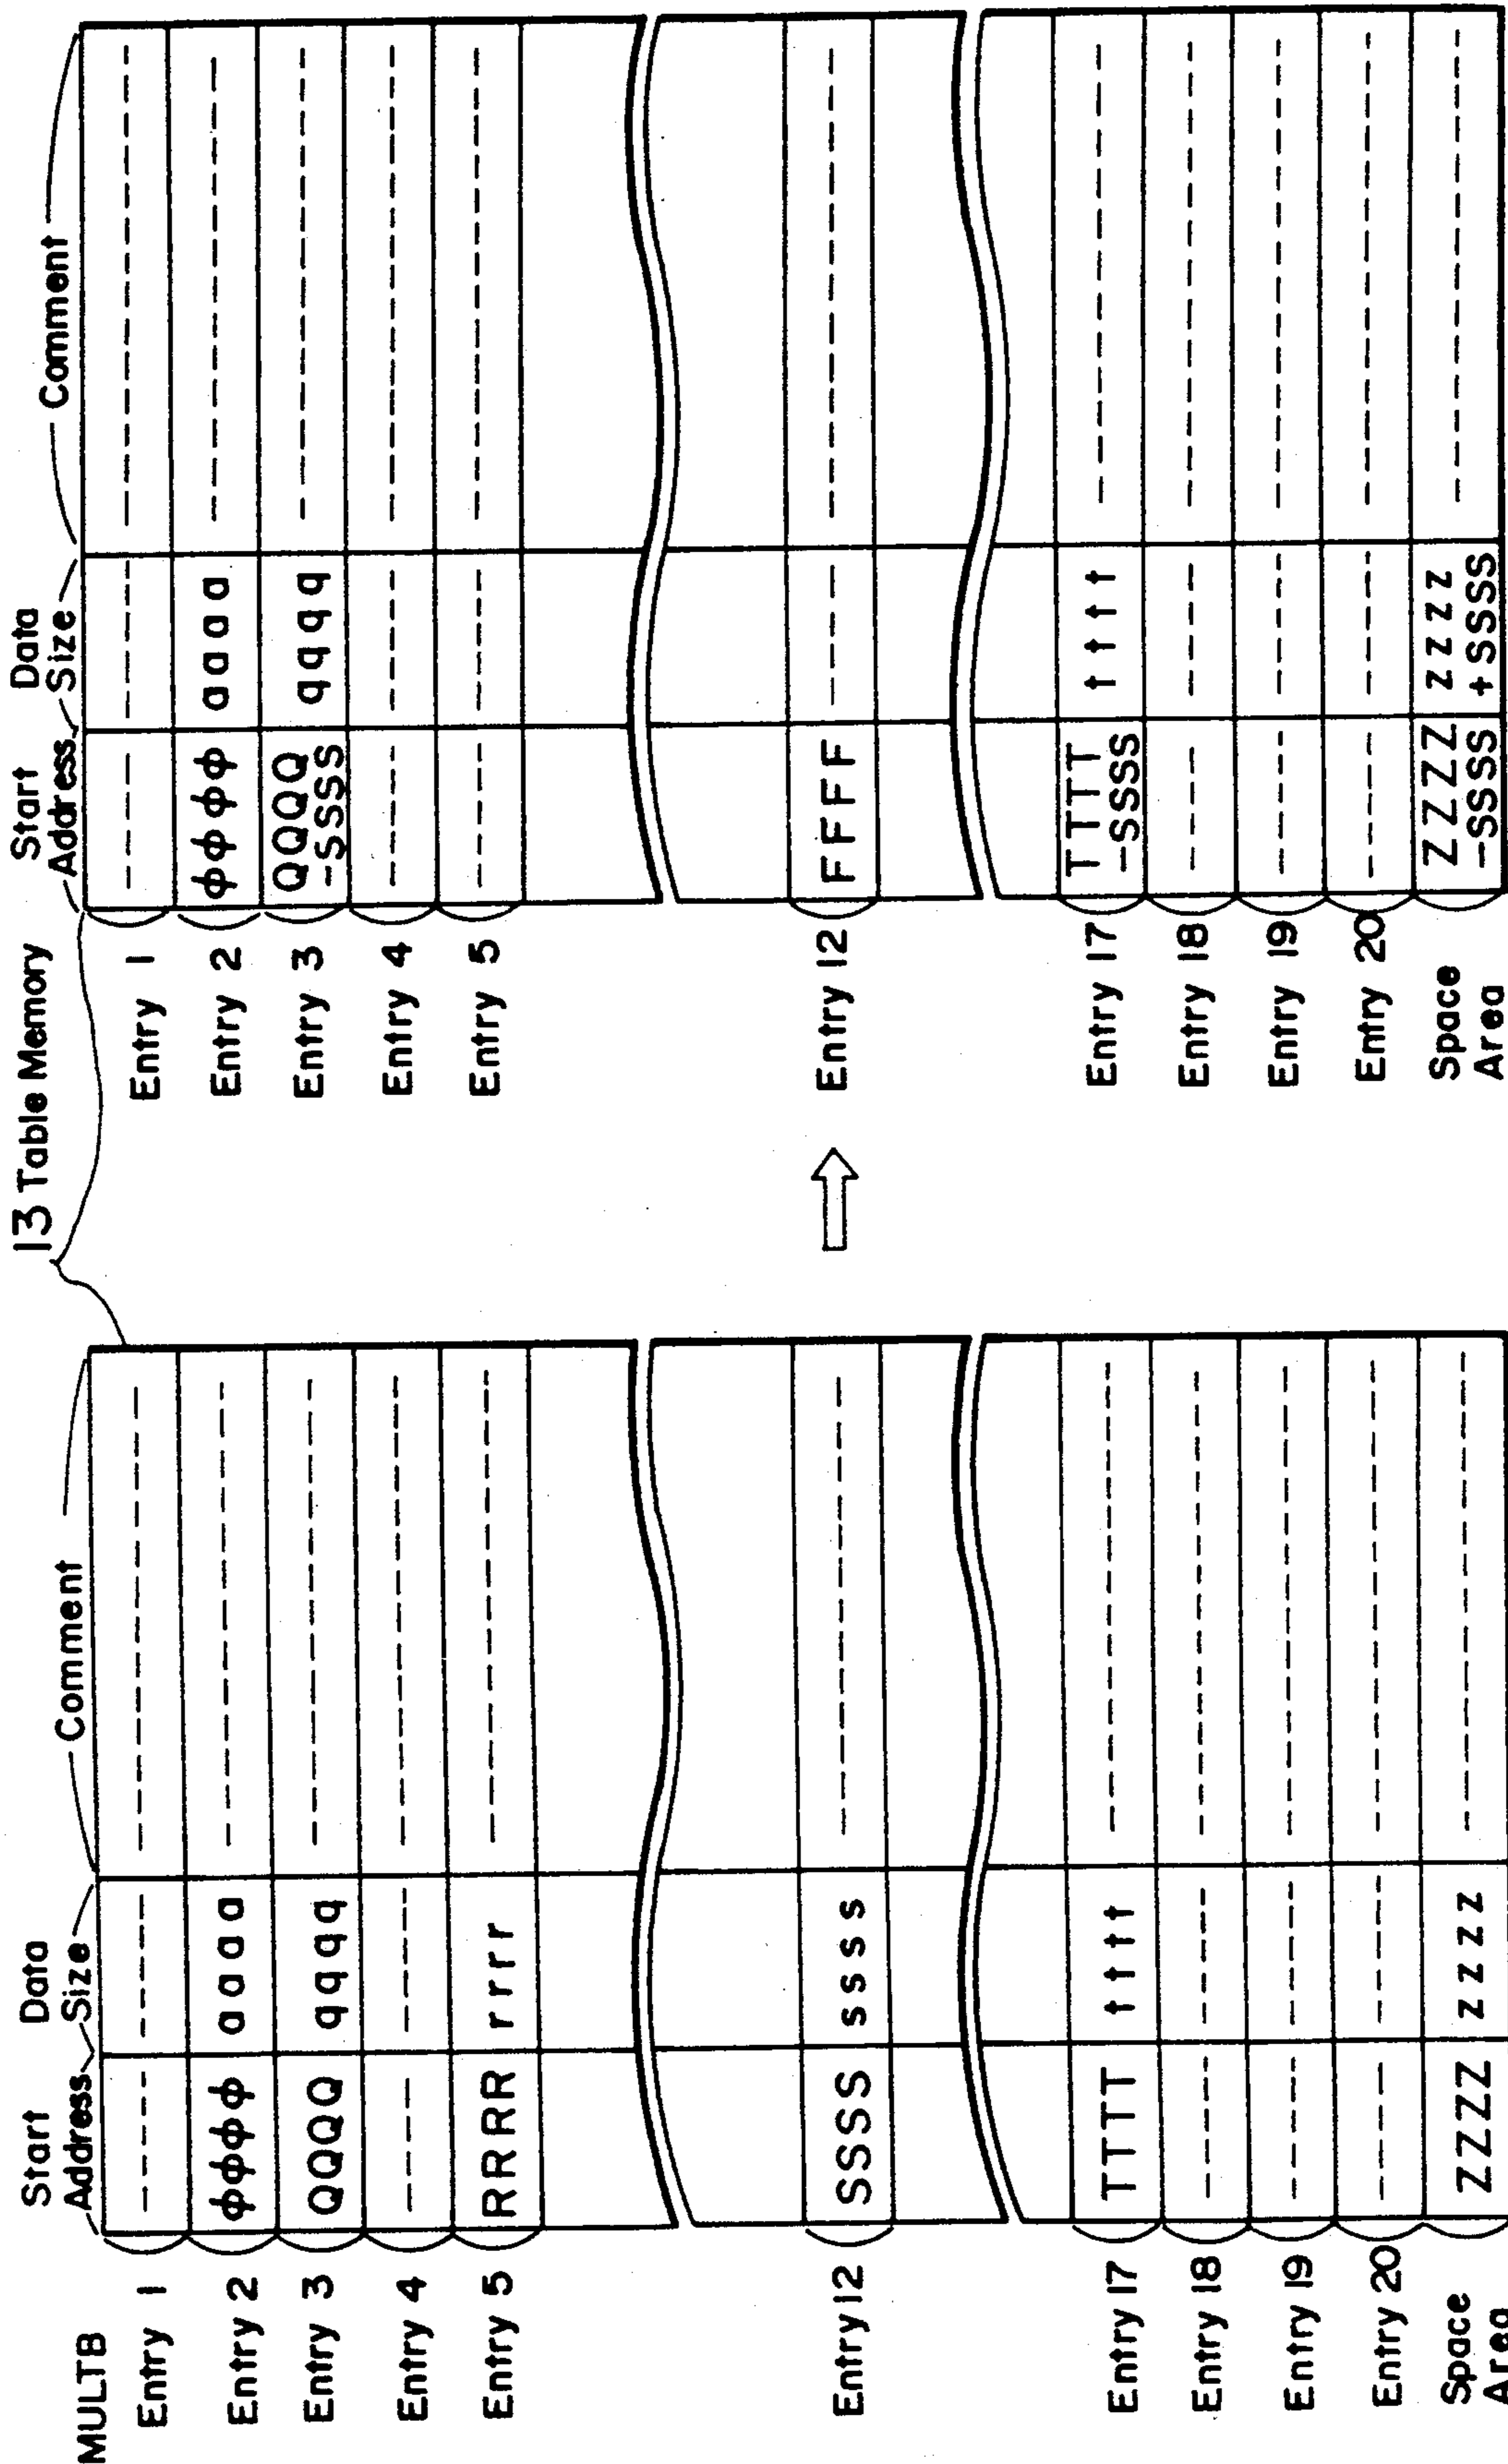 13 Table Memory
MULTB
Start Address
Data Size
Comment
Entry 1 ----- ----- -----
Entry 2 φφφφ aaaa -----
Entry 3 QQQQ qqqq -----
Entry 4 ----- ----- -----
Entry 5 RRRR rrrr -----
Entry 12 SSSS ssss -----
Entry 17 TTTT tttt -----
Entry 18 ----- ----- -----
Entry 19 ----- ----- -----
Entry 20 ----- ----- -----
Space Area ZZZZ zzzz -----
Start Address
Data Size
Comment
Entry 1 ----- ----- -----
Entry 2 φφφφ aaaa -----
Entry 3 QQQQ -SSSS qqqq -----
Entry 4 ----- ----- -----
Entry 5 ----- ----- -----
Entry 12 FFFF ----- -----
Entry 17 TTTT -SSSS tttt -----
Entry 18 ----- ----- -----
Entry 19 ----- ----- -----
Entry 20 ----- ----- -----
Space Area ZZZZ -SSSS zzzz +SSSS -----